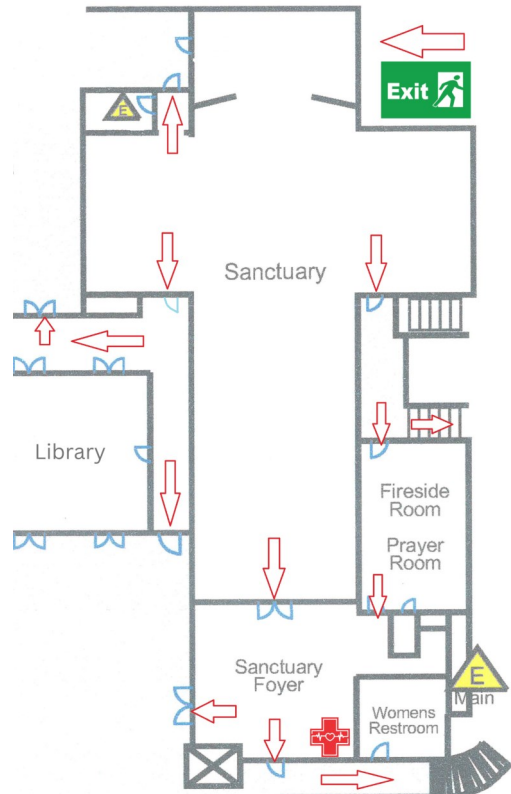 Exit
E
Sanctuary
Library
Fireside
Room
Prayer
Room
Sanctuary
Foyer
E
Main
Womens
Restroom